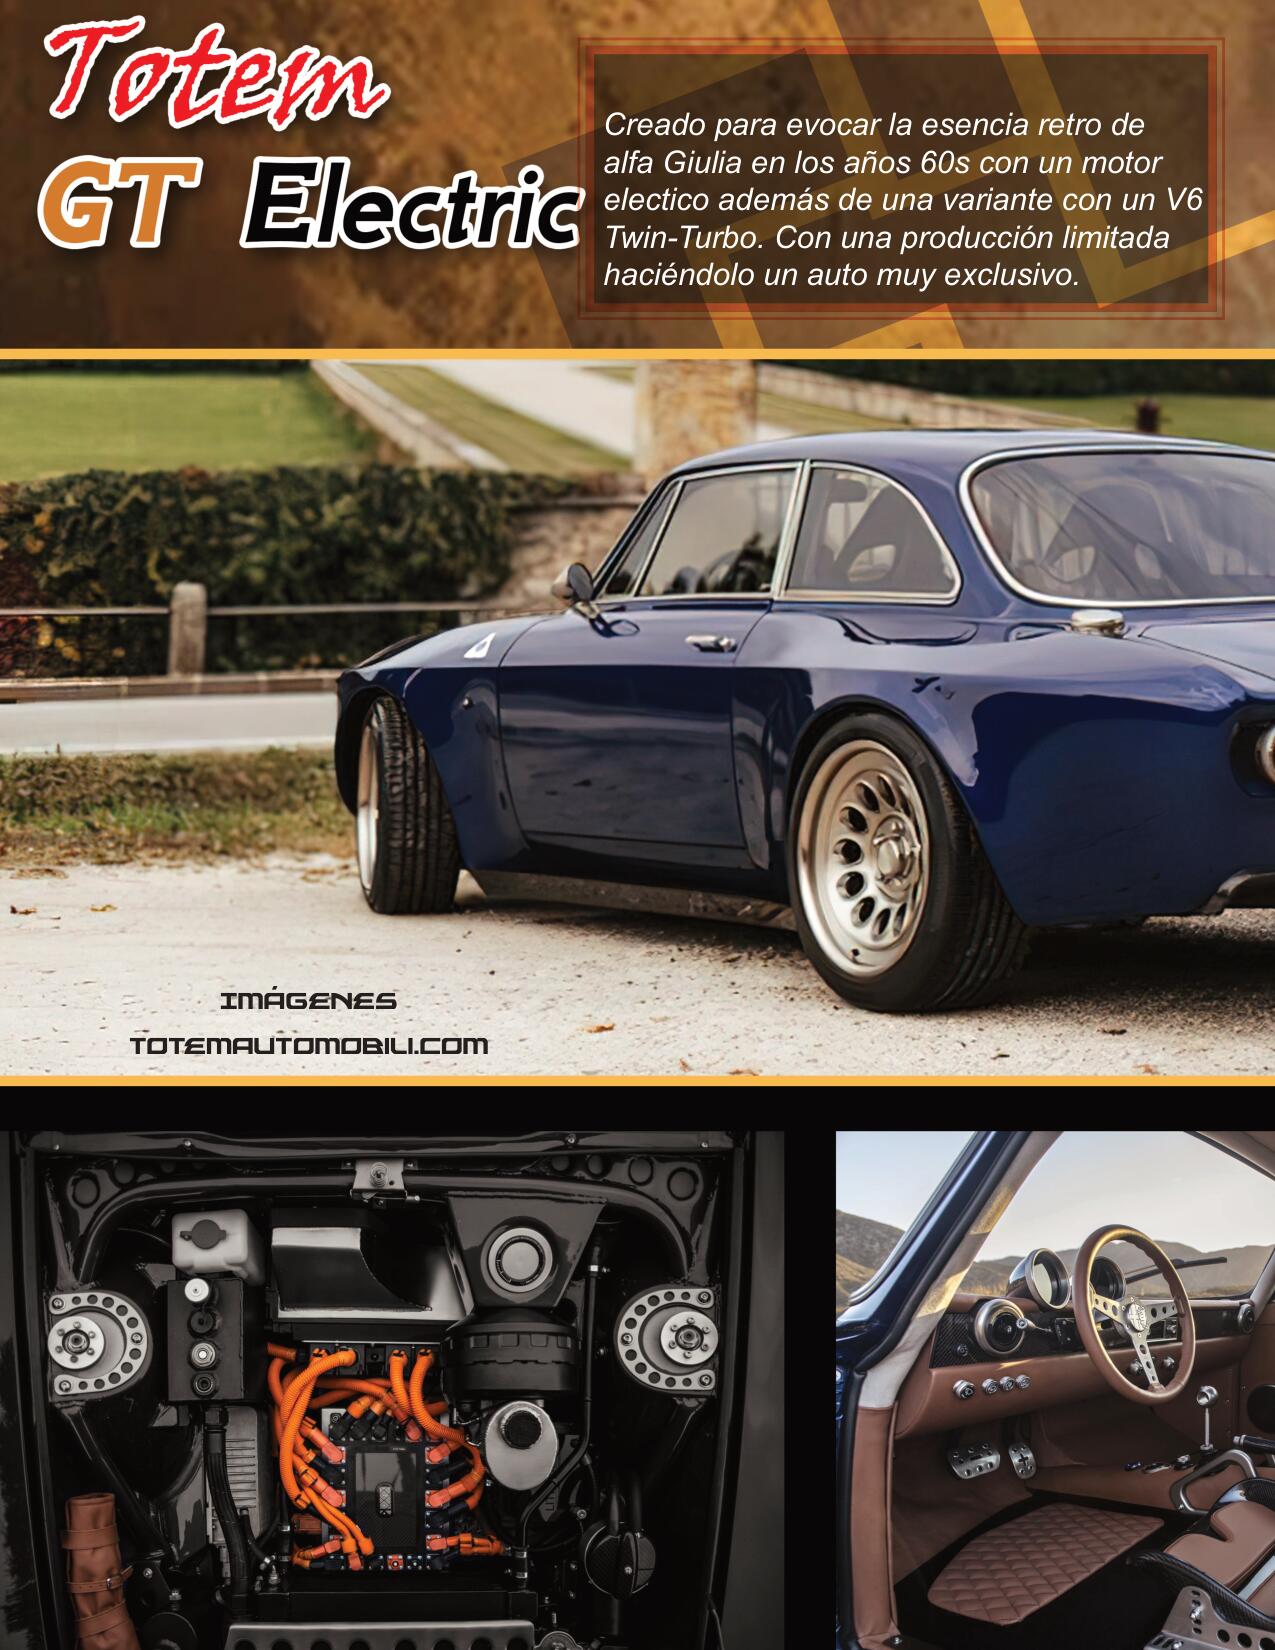 Totem
GT Electric
Creado para evocar la esencia retro de
alfa Giulia en los años 60s con un motor
electico además de una variante con un V6
Twin-Turbo. Con una producción limitada
haciéndolo un auto muy exclusivo.
IMÁGENES
TOTEMAUTOMOBILI.COM